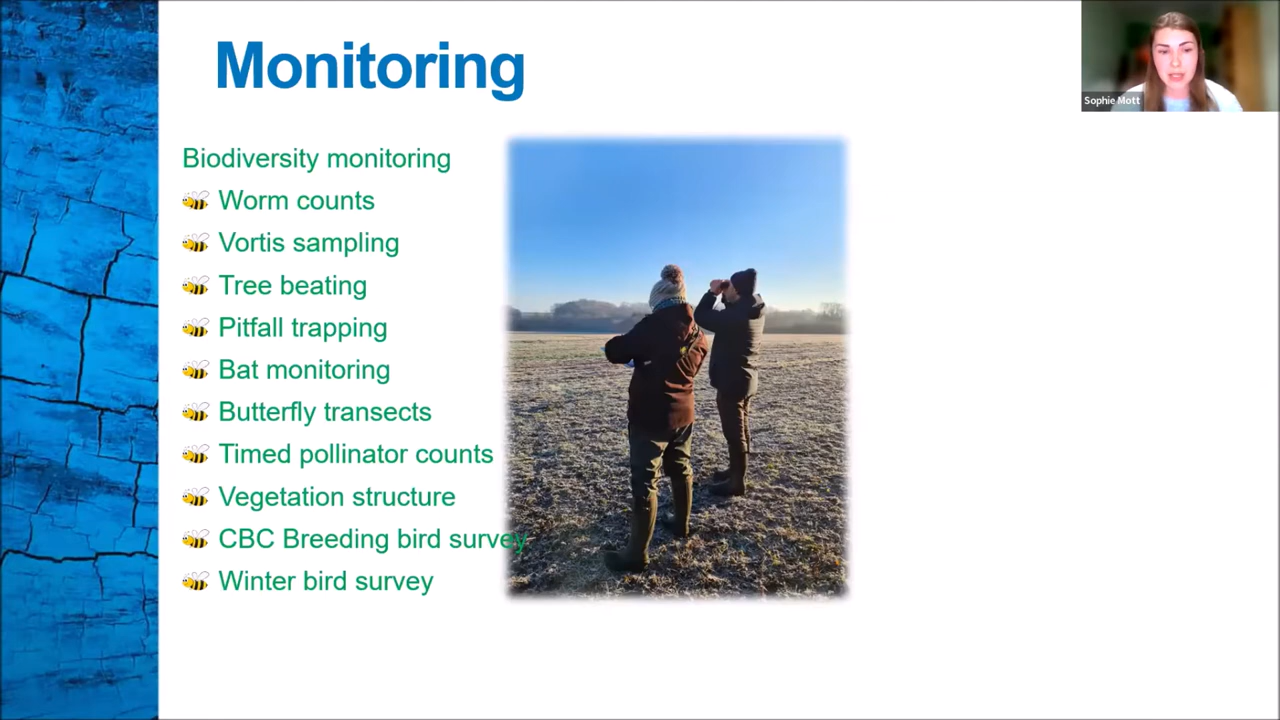 Monitoring
Sophie Mott
Biodiversity monitoring
Worm counts
Vortis sampling
Tree beating
Pitfall trapping
Bat monitoring
Butterfly transects
Timed pollinator counts
Vegetation structure
CBC Breeding bird survey
Winter bird survey